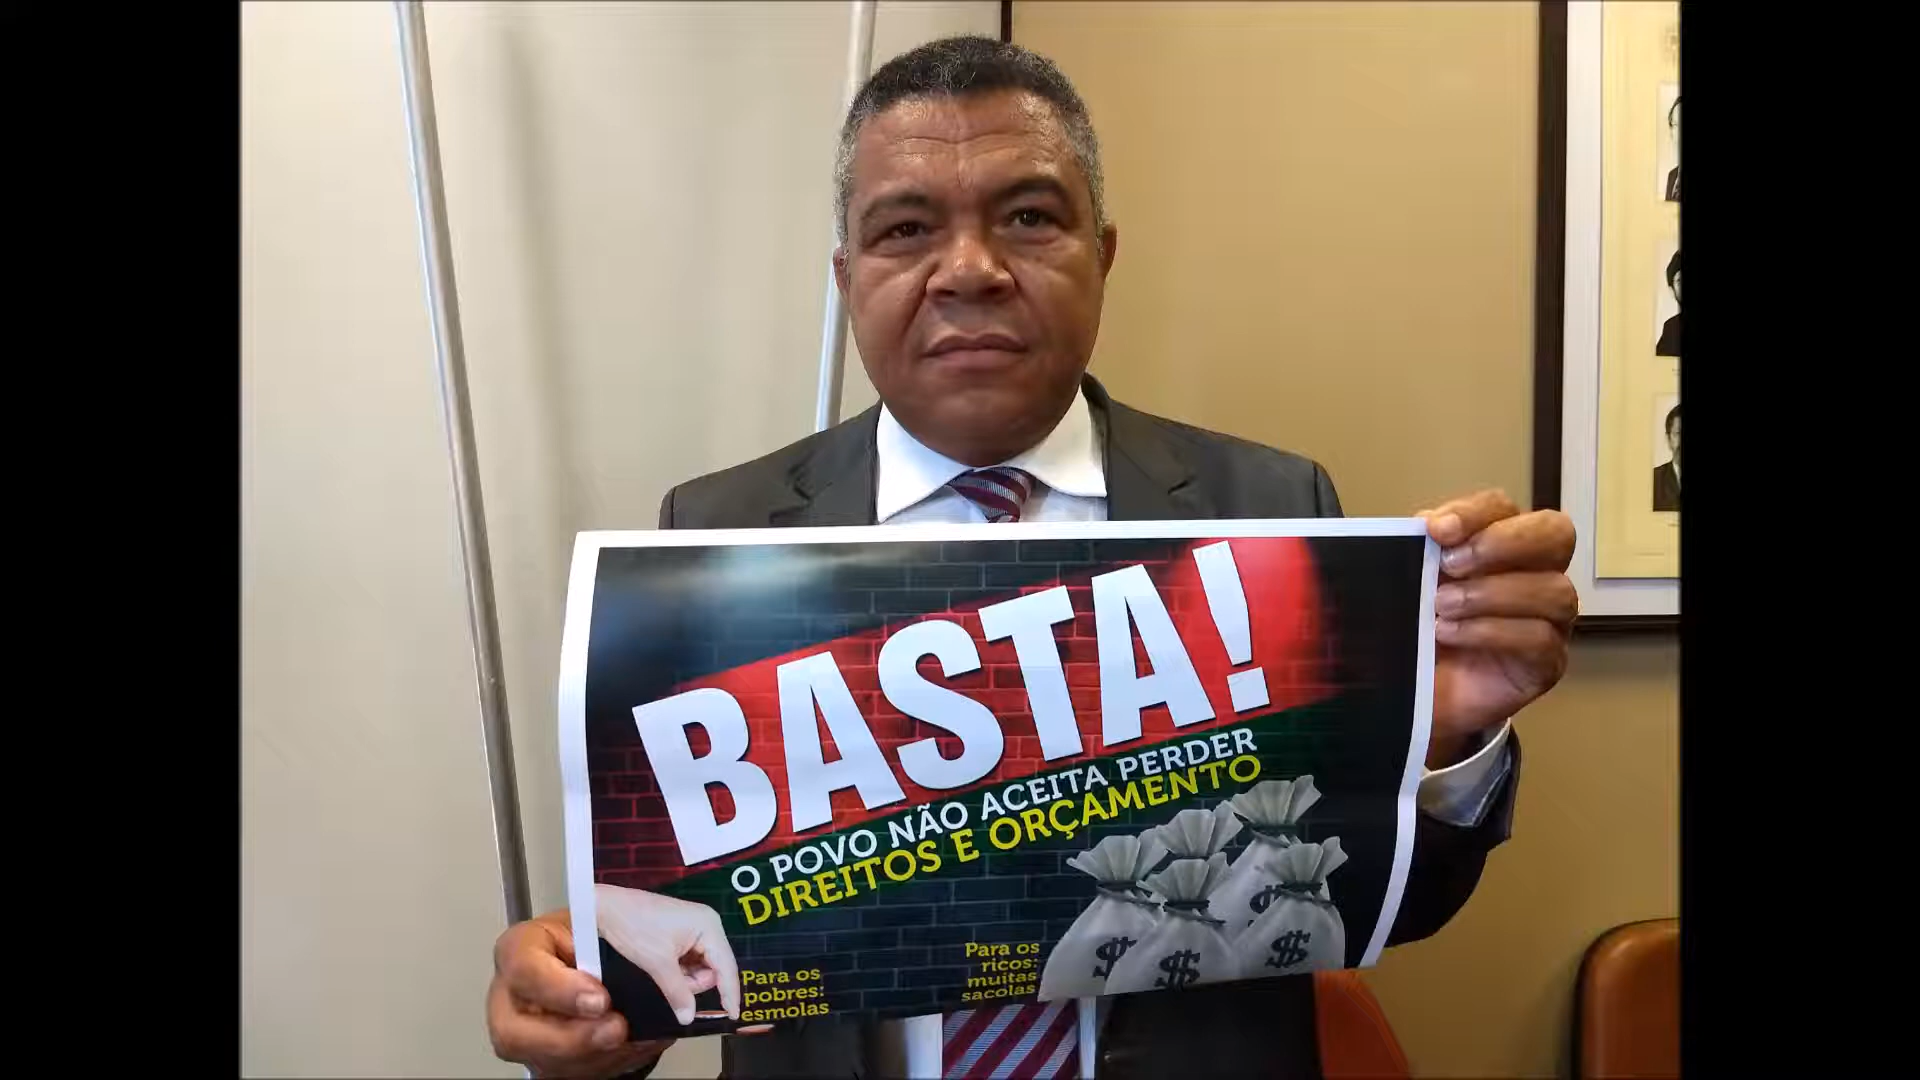 BASTA!
O POVO NÃO ACEITA PERDER
DIREITOS E ORÇAMENTO
Para os
pobres:
esmolas
Para os
ricos:
muitas
sacolas
$
$
$
$